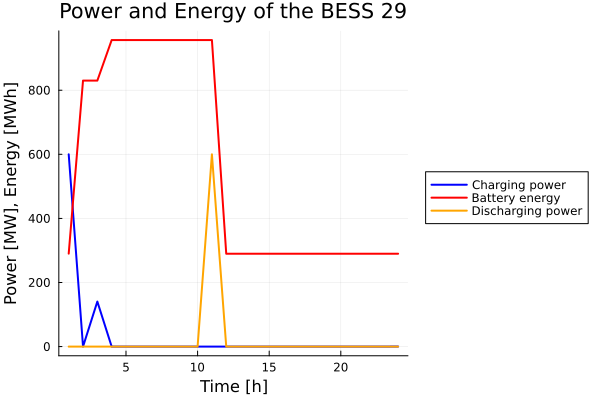 Power and Energy of the BESS 29
Power [MW], Energy [MWh]
800
600
400
200
0
5
10
15
20
Time [h]
Charging power
Battery energy
Discharging power